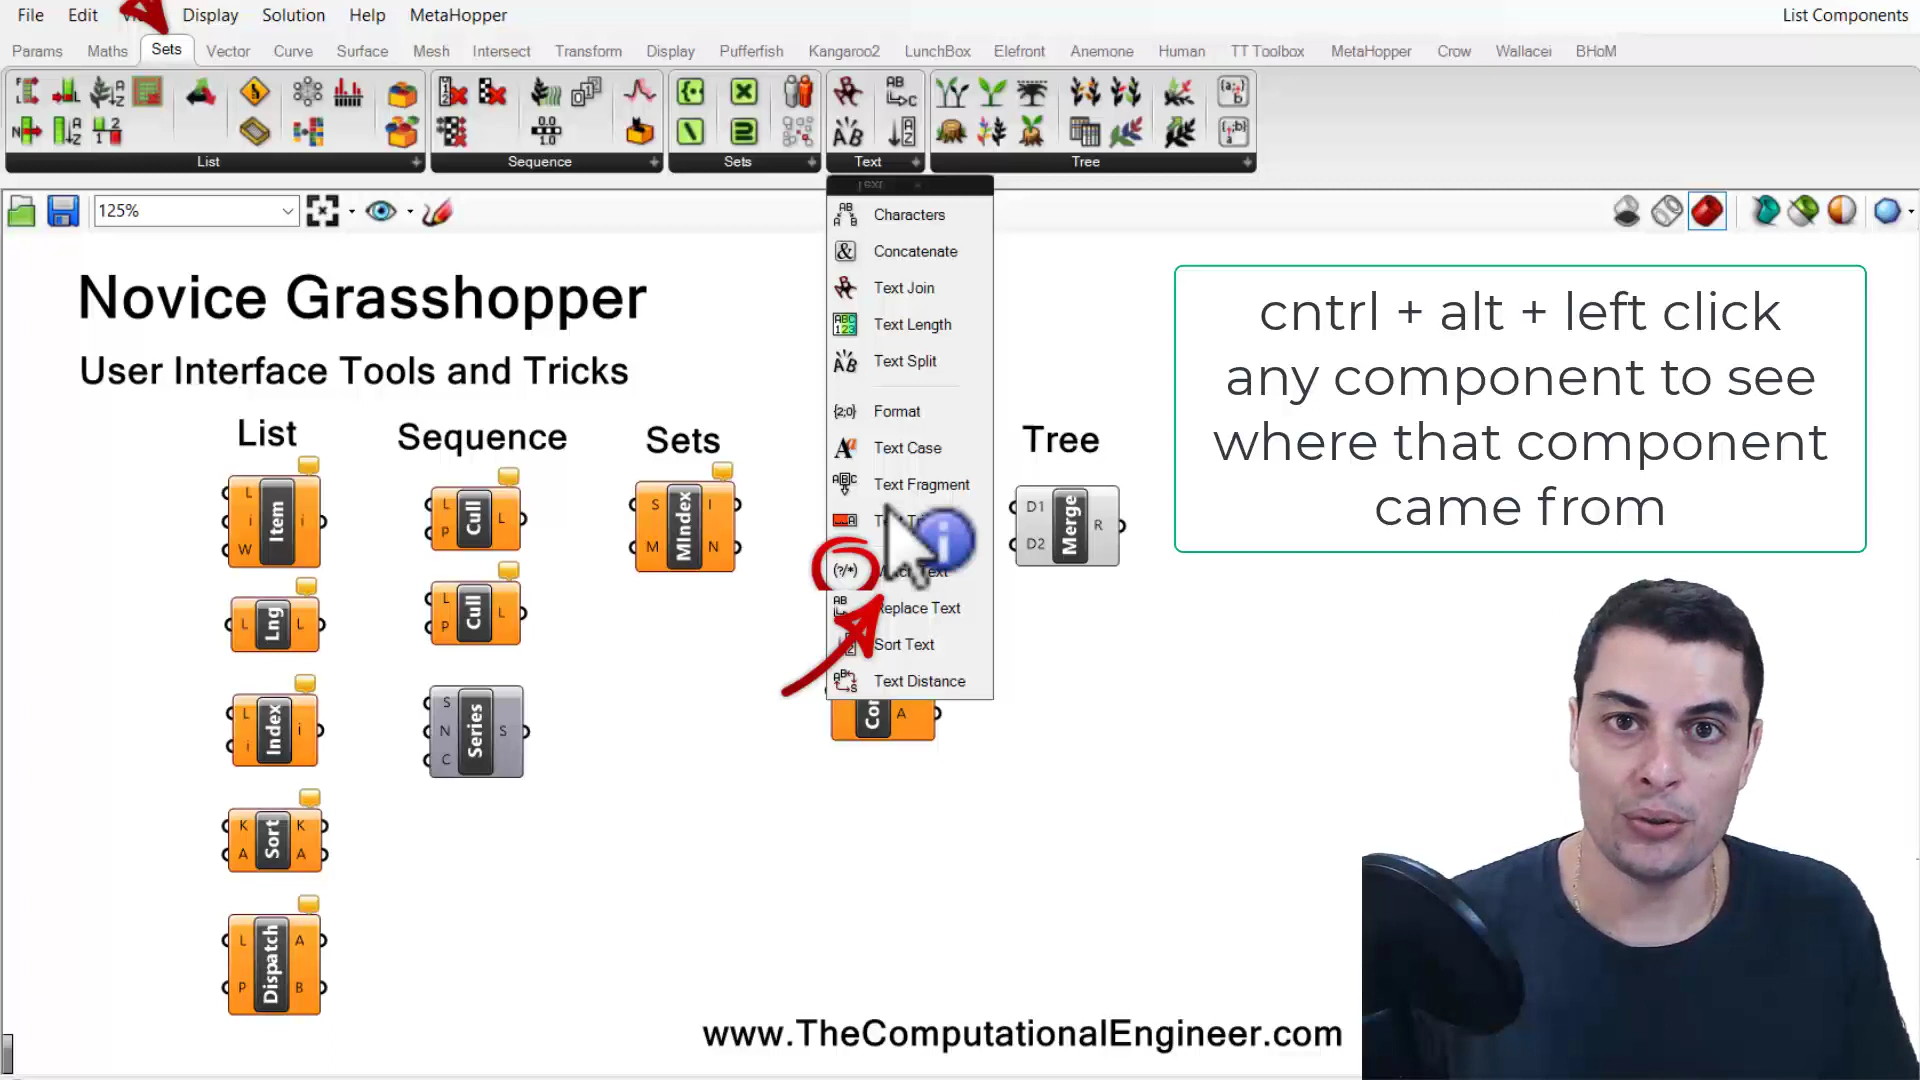 File Edit Display Solution Help MetaHopper List Components
Params Maths Sets Vector Curve Surface Mesh Intersect Transform Display Pufferfish Kangaroo2 LunchBox Elefront Anemone Human TT Toolbox MetaHopper Crow Wallacei BHoM
List Sequence Sets Text Tree
125%
Text
Characters
Concatenate
Text Join
Text Length
Text Split
Format
Text Case
Text Fragment
Replace Text
Sort Text
Text Distance
Novice Grasshopper
User Interface Tools and Tricks
cntrl + alt + left click
any component to see
where that component
came from
List
L
i
W
Item
i
L
Lng
L
L
i
Index
i
K
A
Sort
K
A
L
P
Dispatch
A
B
Sequence
L
P
Cull
L
L
P
Cull
L
S
N
C
Series
S
Sets
S
M
MIndex
I
N
A
Tree
D1
D2
Merge
R
www.TheComputationalEngineer.com